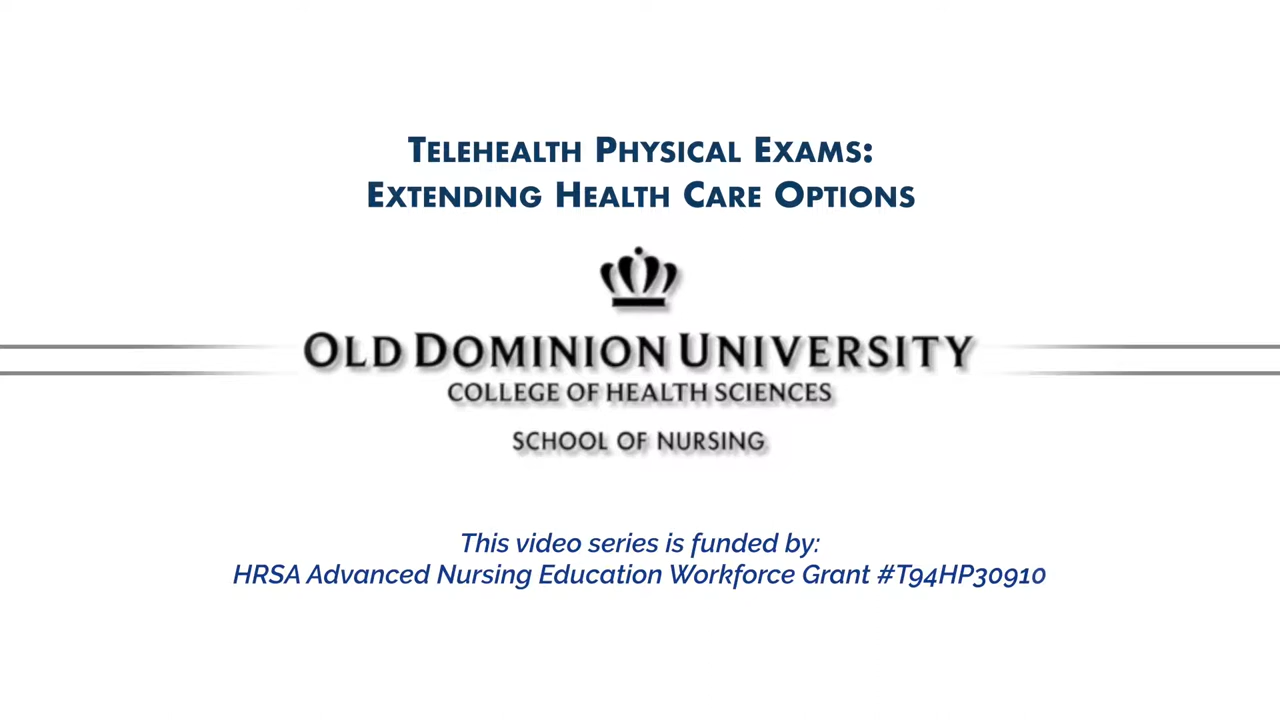 Telehealth Physical Exams:
Extending Health Care Options
OLD DOMINION UNIVERSITY
COLLEGE OF HEALTH SCIENCES
SCHOOL OF NURSING
This video series is funded by:
HRSA Advanced Nursing Education Workforce Grant #T94HP30910